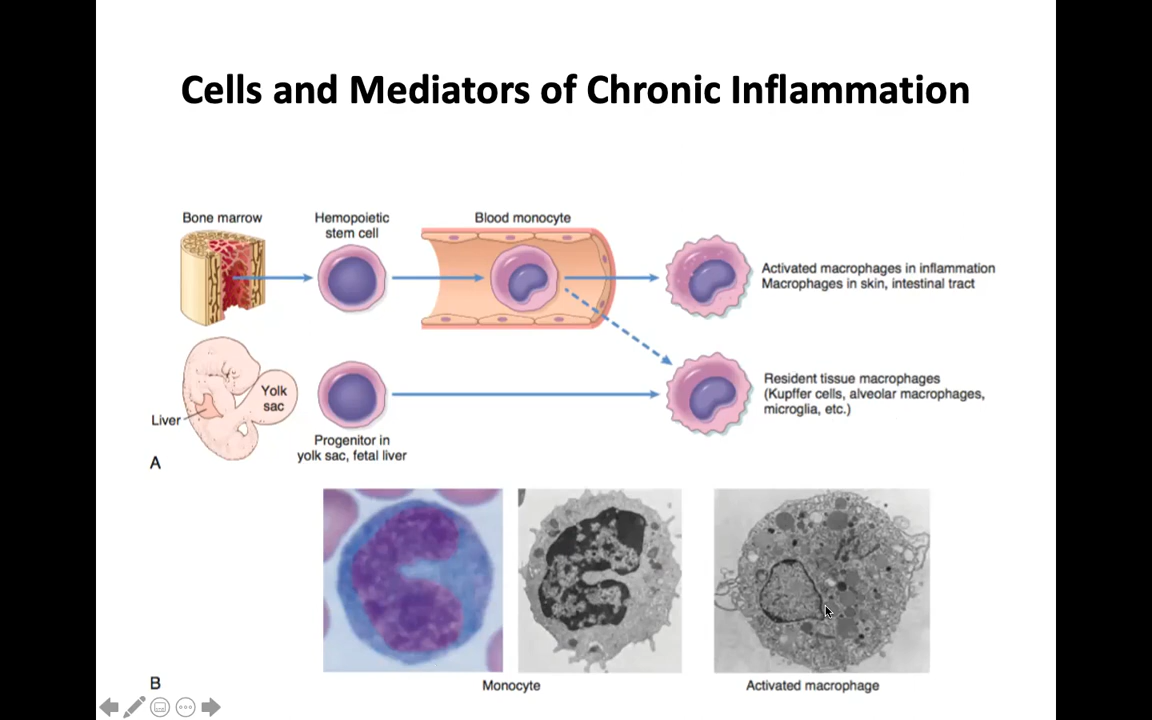 Cells and Mediators of Chronic Inflammation
Bone marrow
Hemopoietic
stem cell
Blood monocyte
Activated macrophages in inflammation
Macrophages in skin, intestinal tract
Yolk
sac
Liver
Progenitor in
yolk sac, fetal liver
Resident tissue macrophages
(Kupffer cells, alveolar macrophages,
microglia, etc.)
A
B
Monocyte
Activated macrophage